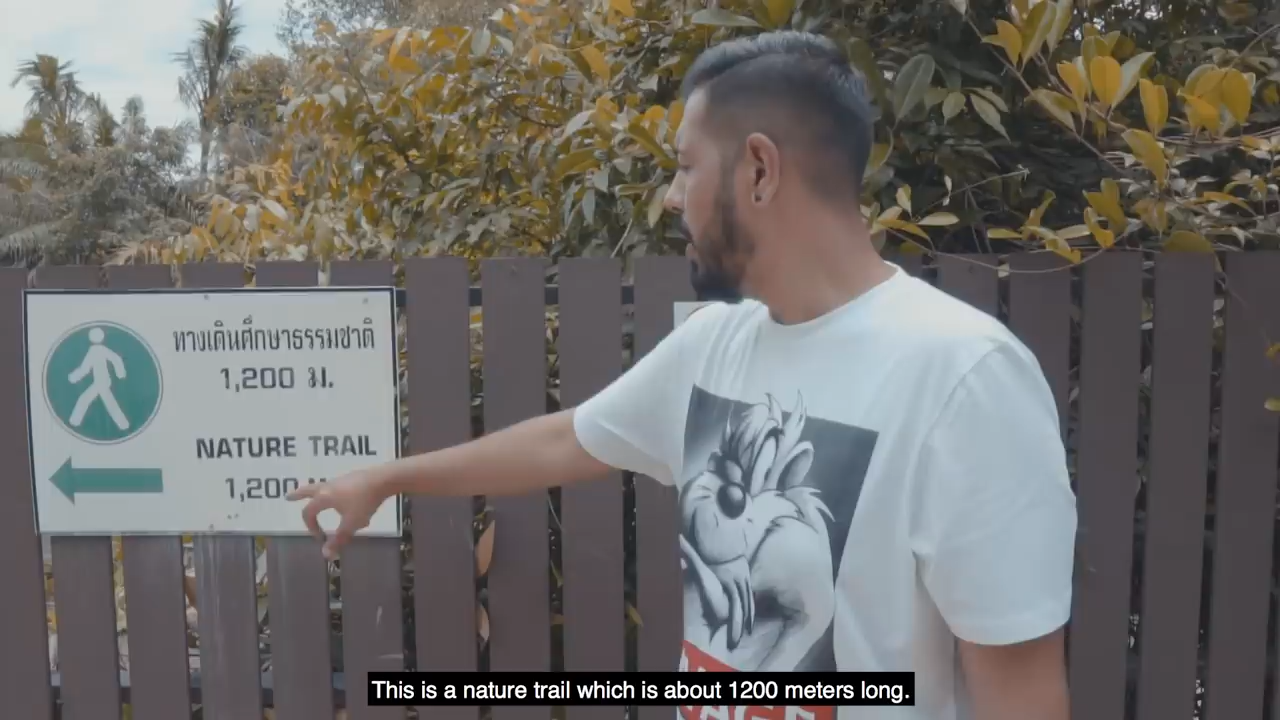 ทางเดินศึกษาธรรมชาติ
1,200 ม.
NATURE TRAIL
1,200
This is a nature trail which is about 1200 meters long.